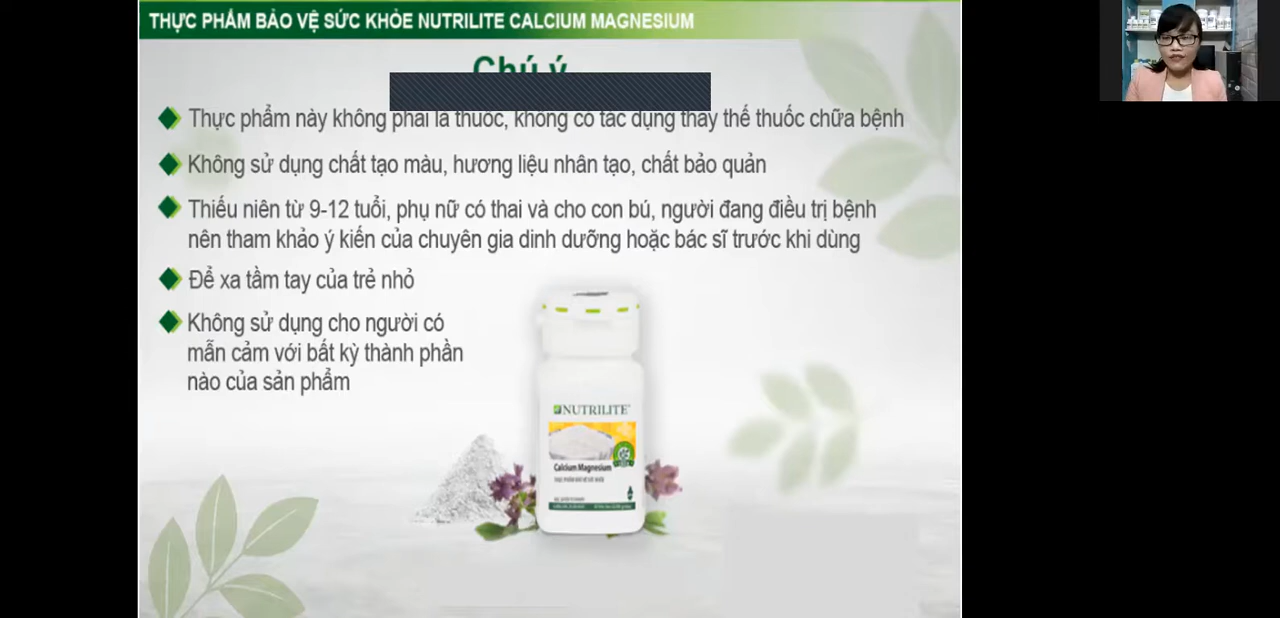 THỰC PHẨM BẢO VỆ SỨC KHỎE NUTRILITE CALCIUM MAGNESIUM
Chú ý
Thực phẩm này không phải là thuốc, không có tác dụng thay thế thuốc chữa bệnh
Không sử dụng chất tạo màu, hương liệu nhân tạo, chất bảo quản
Thiếu niên từ 9-12 tuổi, phụ nữ có thai và cho con bú, người đang điều trị bệnh
nên tham khảo ý kiến của chuyên gia dinh dưỡng hoặc bác sĩ trước khi dùng
Để xa tầm tay của trẻ nhỏ
Không sử dụng cho người có
mẫn cảm với bất kỳ thành phần
nào của sản phẩm
NUTRILITE
Calcium Magnesium